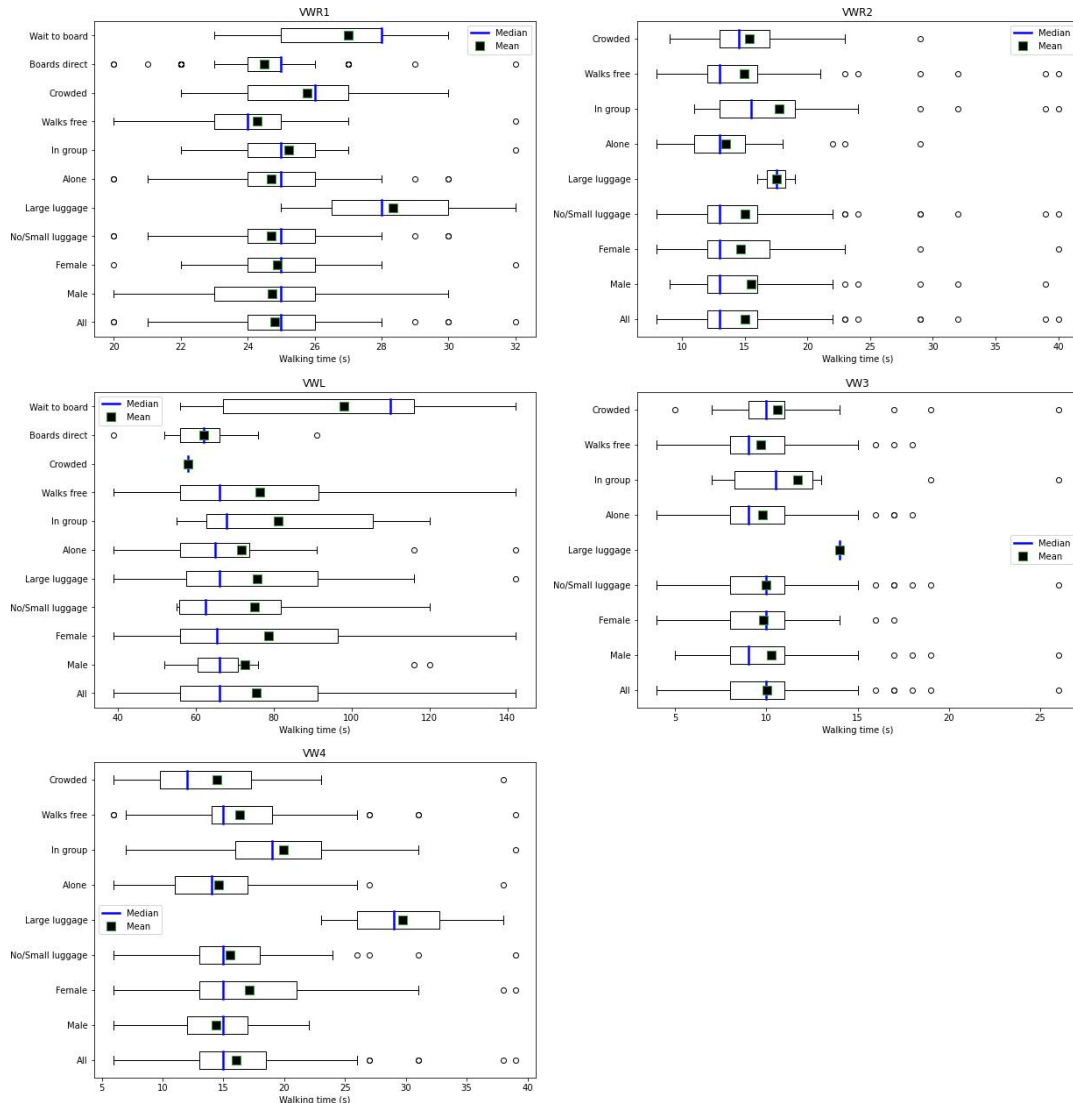 VWR1
Wait to board
Boards direct
Crowded
Walks free
In group
Alone
Large luggage
No/Small luggage
Female
Male
All
Median
Mean
20 22 24 26 28 30 32
Walking time (s)
VWR2
Crowded
Walks free
In group
Alone
Large luggage
No/Small luggage
Female
Male
All
Median
Mean
10 15 20 25 30 35 40
Walking time (s)
VWL
Wait to board
Boards direct
Crowded
Walks free
In group
Alone
Large luggage
No/Small luggage
Female
Male
All
Median
Mean
40 60 80 100 120 140
Walking time (s)
VW3
Crowded
Walks free
In group
Alone
Large luggage
No/Small luggage
Female
Male
All
Median
Mean
5 10 15 20 25
Walking time (s)
VW4
Crowded
Walks free
In group
Alone
Large luggage
No/Small luggage
Female
Male
All
Median
Mean
5 10 15 20 25 30 35 40
Walking time (s)